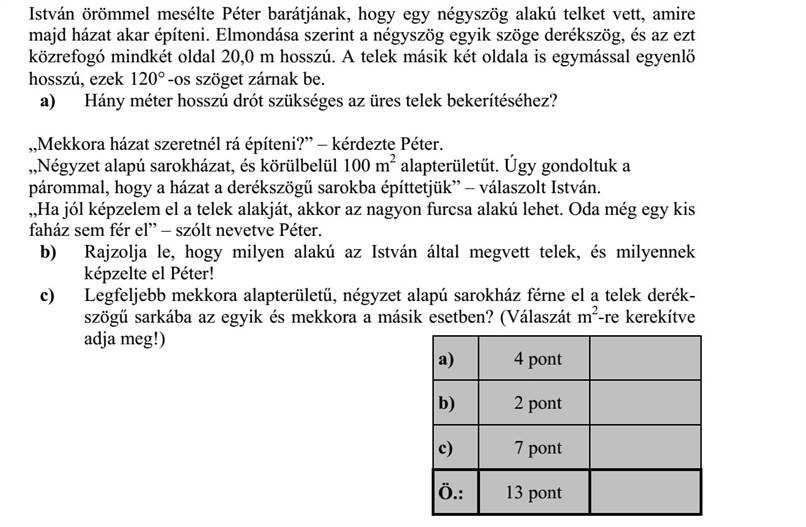 István örömmel mesélte Péter barátjának, hogy egy négyszög alakú telket vett, amire
majd házat akar építeni. Elmondása szerint a négyszög egyik szöge derékszög, és az ezt
közrefogó mindkét oldal 20,0 m hosszú. A telek másik két oldala is egymással egyenlő
hosszú, ezek 120°-os szöget zárnak be.
a) Hány méter hosszú drót szükséges az üres telek bekerítéséhez?
„Mekkora házat szeretnél rá építeni?” – kérdezte Péter.
„Négyzet alapú sarokházat, és körülbelül 100 m² alapterületűt. Úgy gondoltuk a
párommal, hogy a házat a derékszögű sarokba építtetjük” – válaszolt István.
„Ha jól képzelem el a telek alakját, akkor az nagyon furcsa alakú lehet. Oda még egy kis
faház sem fér el” – szólt nevetve Péter.
b) Rajzolja le, hogy milyen alakú az István által megvett telek, és milyennek
képzelte el Péter!
c) Legfeljebb mekkora alapterületű, négyzet alapú sarokház férne el a telek derék-
szögű sarkába az egyik és mekkora a másik esetben? (Válaszát m²-re kerekítve
adja meg!)
a) 4 pont
b) 2 pont
c) 7 pont
Ö.: 13 pont